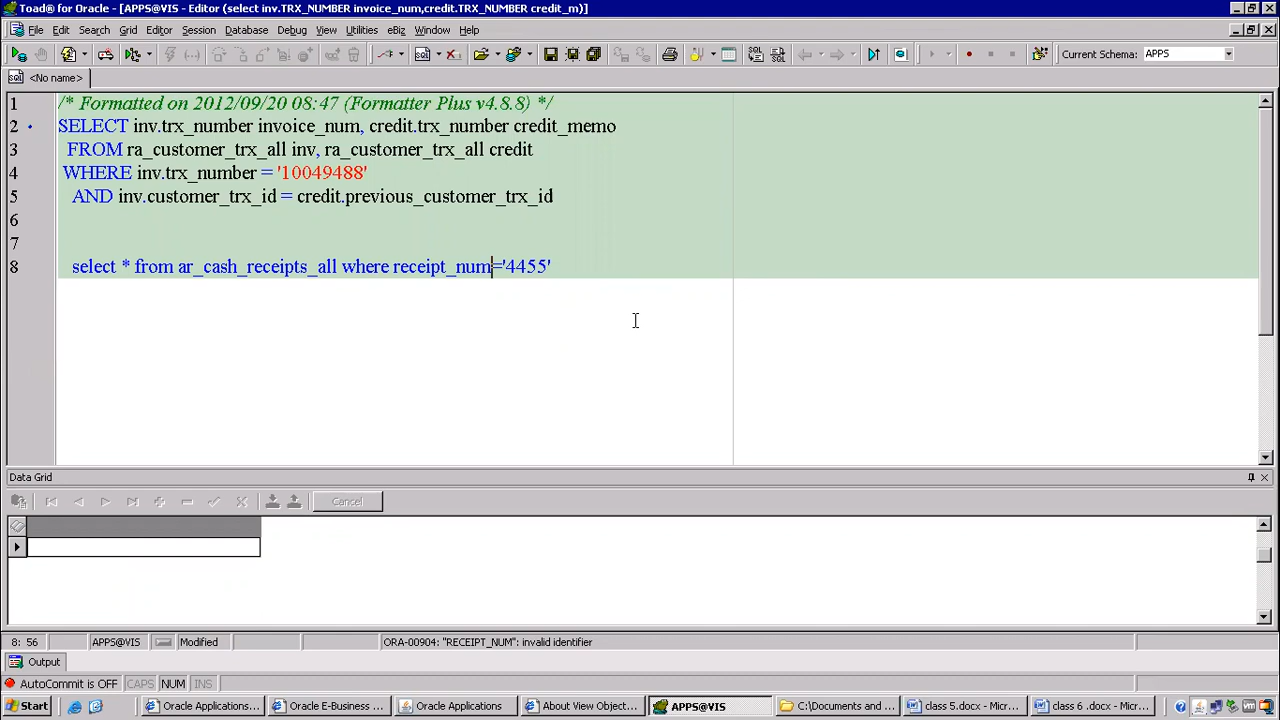 Toad® for Oracle - [APPS@VIS - Editor (select inv.TRX_NUMBER invoice_num,credit.TRX_NUMBER credit_m)]
File Edit Search Grid Editor Session Database Debug View Utilities eBiz Window Help
Current Schema: APPS
<No name>
1 /* Formatted on 2012/09/20 08:47 (Formatter Plus v4.8.8) */
2 SELECT inv.trx_number invoice_num, credit.trx_number credit_memo
3 FROM ra_customer_trx_all inv, ra_customer_trx_all credit
4 WHERE inv.trx_number = '10049488'
5 AND inv.customer_trx_id = credit.previous_customer_trx_id
6
7
8 select * from ar_cash_receipts_all where receipt_num='4455'
Data Grid
Cancel
8: 56 APPS@VIS Modified ORA-00904: "RECEIPT_NUM": invalid identifier
Output
AutoCommit is OFF CAPS NUM INS
Start Oracle Applications... Oracle E-Business ... Oracle Applications About View Object... APPS@VIS C:\Documents and ... class 5.docx - Micr... class 6 .docx - Micr...